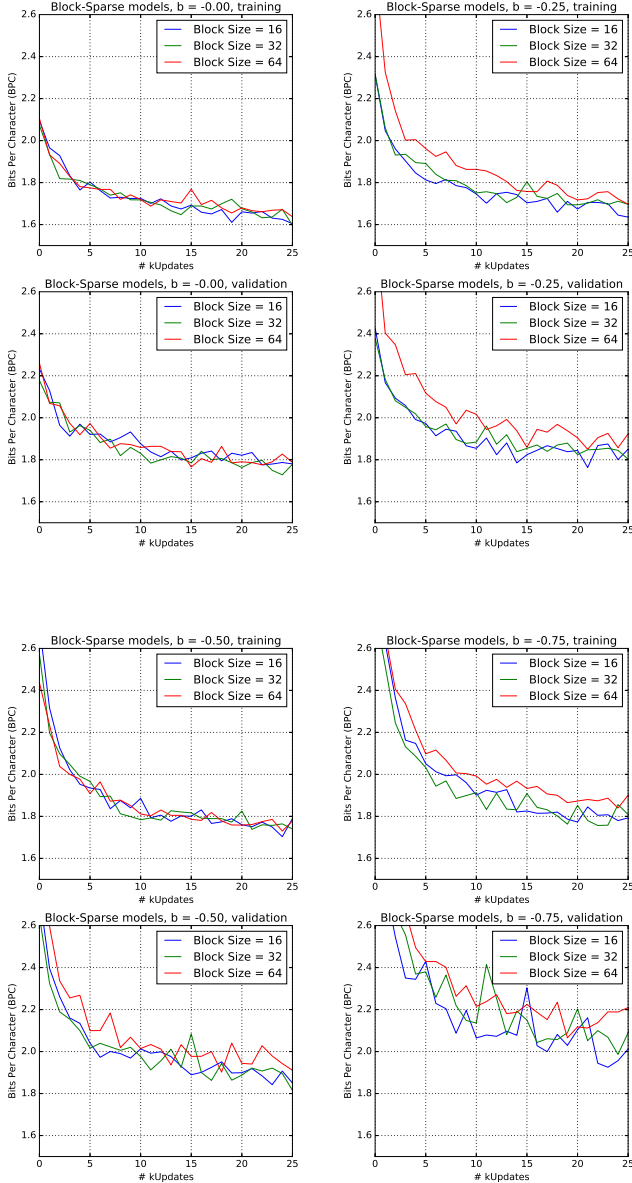 Block-Sparse models, b = -0.00, training
Bits Per Character (BPC)
2.6
2.4
2.2
2.0
1.8
1.6
0 5 10 15 20 25
# kUpdates
Block Size = 16
Block Size = 32
Block Size = 64
Block-Sparse models, b = -0.25, training
Bits Per Character (BPC)
2.6
2.4
2.2
2.0
1.8
1.6
0 5 10 15 20 25
# kUpdates
Block Size = 16
Block Size = 32
Block Size = 64
Block-Sparse models, b = -0.00, validation
Bits Per Character (BPC)
2.6
2.4
2.2
2.0
1.8
1.6
0 5 10 15 20 25
# kUpdates
Block Size = 16
Block Size = 32
Block Size = 64
Block-Sparse models, b = -0.25, validation
Bits Per Character (BPC)
2.6
2.4
2.2
2.0
1.8
1.6
0 5 10 15 20 25
# kUpdates
Block Size = 16
Block Size = 32
Block Size = 64
Block-Sparse models, b = -0.50, training
Bits Per Character (BPC)
2.6
2.4
2.2
2.0
1.8
1.6
0 5 10 15 20 25
# kUpdates
Block Size = 16
Block Size = 32
Block Size = 64
Block-Sparse models, b = -0.75, training
Bits Per Character (BPC)
2.6
2.4
2.2
2.0
1.8
1.6
0 5 10 15 20 25
# kUpdates
Block Size = 16
Block Size = 32
Block Size = 64
Block-Sparse models, b = -0.50, validation
Bits Per Character (BPC)
2.6
2.4
2.2
2.0
1.8
1.6
0 5 10 15 20 25
# kUpdates
Block Size = 16
Block Size = 32
Block Size = 64
Block-Sparse models, b = -0.75, validation
Bits Per Character (BPC)
2.6
2.4
2.2
2.0
1.8
1.6
0 5 10 15 20 25
# kUpdates
Block Size = 16
Block Size = 32
Block Size = 64